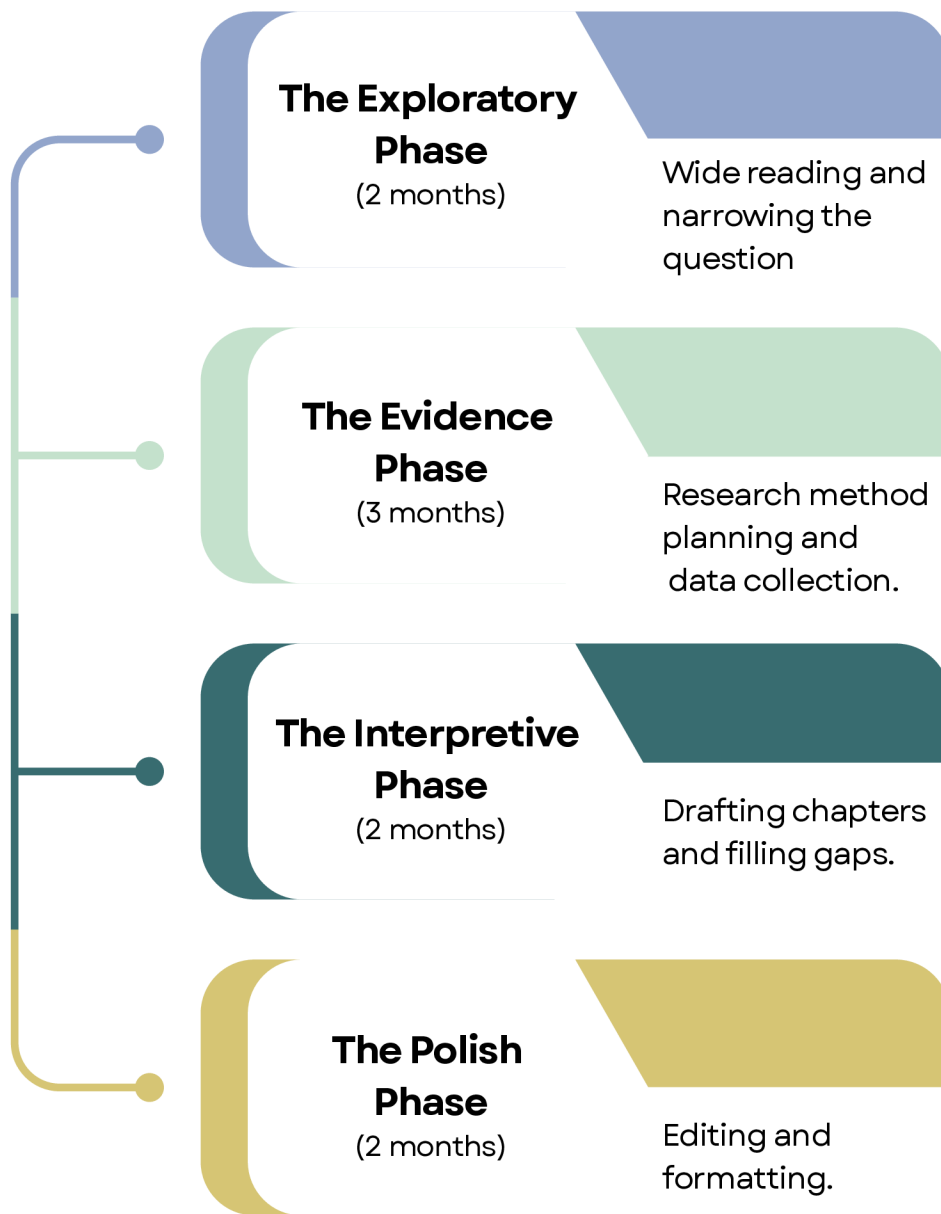 The Exploratory
Phase
(2 months)
Wide reading and
narrowing the
question
The Evidence
Phase
(3 months)
Research method
planning and
data collection.
The Interpretive
Phase
(2 months)
Drafting chapters
and filling gaps.
The Polish
Phase
(2 months)
Editing and
formatting.